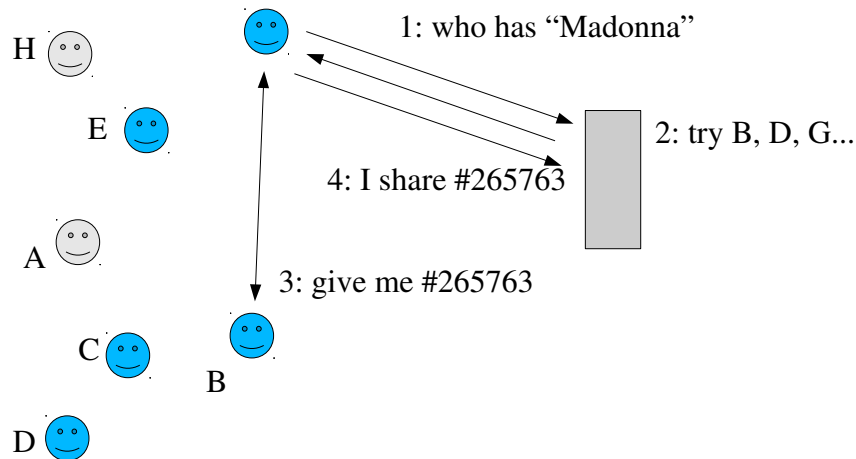 1: who has “Madonna”
H
E
2: try B, D, G...
4: I share #265763
A
3: give me #265763
C
B
D